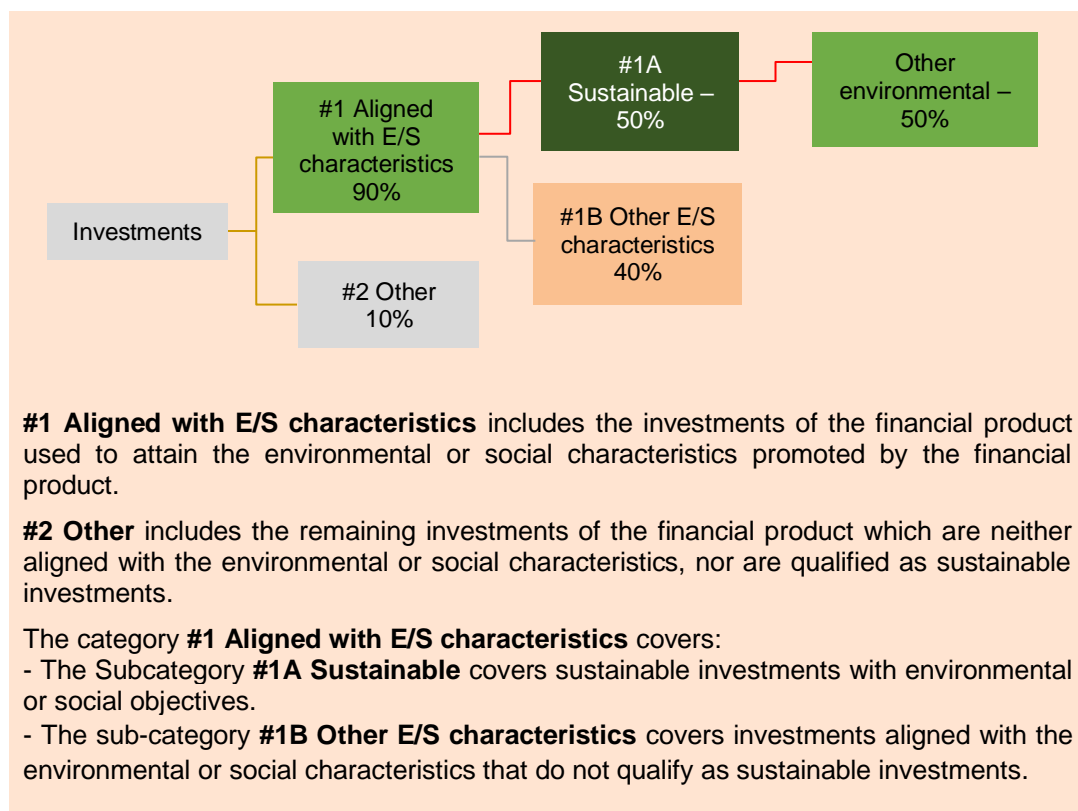 #1A
Sustainable –
50%
Other
environmental –
50%
#1 Aligned
with E/S
characteristics
90%
#1B Other E/S
characteristics
40%
Investments
#2 Other
10%
#1 Aligned with E/S characteristics includes the investments of the financial product
used to attain the environmental or social characteristics promoted by the financial
product.
#2 Other includes the remaining investments of the financial product which are neither
aligned with the environmental or social characteristics, nor are qualified as sustainable
investments.
The category #1 Aligned with E/S characteristics covers:
- The Subcategory #1A Sustainable covers sustainable investments with environmental
or social objectives.
- The sub-category #1B Other E/S characteristics covers investments aligned with the
environmental or social characteristics that do not qualify as sustainable investments.